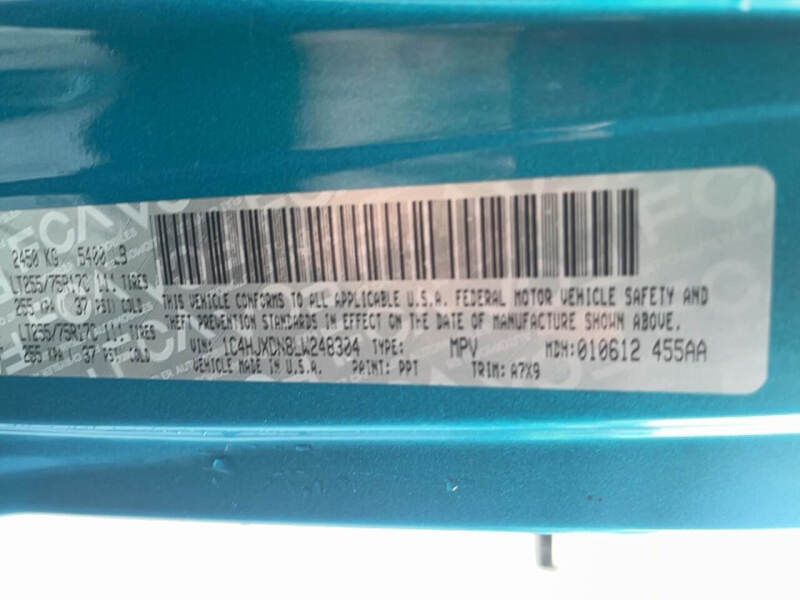 FCA
2450 KG 5400 LB
LT255/75R17C 111 TIRES
255 KPA / 37 PSI COLD
LT255/75R17C 111 TIRES
255 KPA / 37 PSI COLD
THIS VEHICLE CONFORMS TO ALL APPLICABLE U.S.A. FEDERAL MOTOR VEHICLE SAFETY AND
THEFT PREVENTION STANDARDS IN EFFECT ON THE DATE OF MANUFACTURE SHOWN ABOVE.
VIN: 1C4HJXCN8LW248304 TYPE: MPV MDH:010612 455AA
VEHICLE MADE IN U.S.A. PAINT: PPT TRIM: A7X9